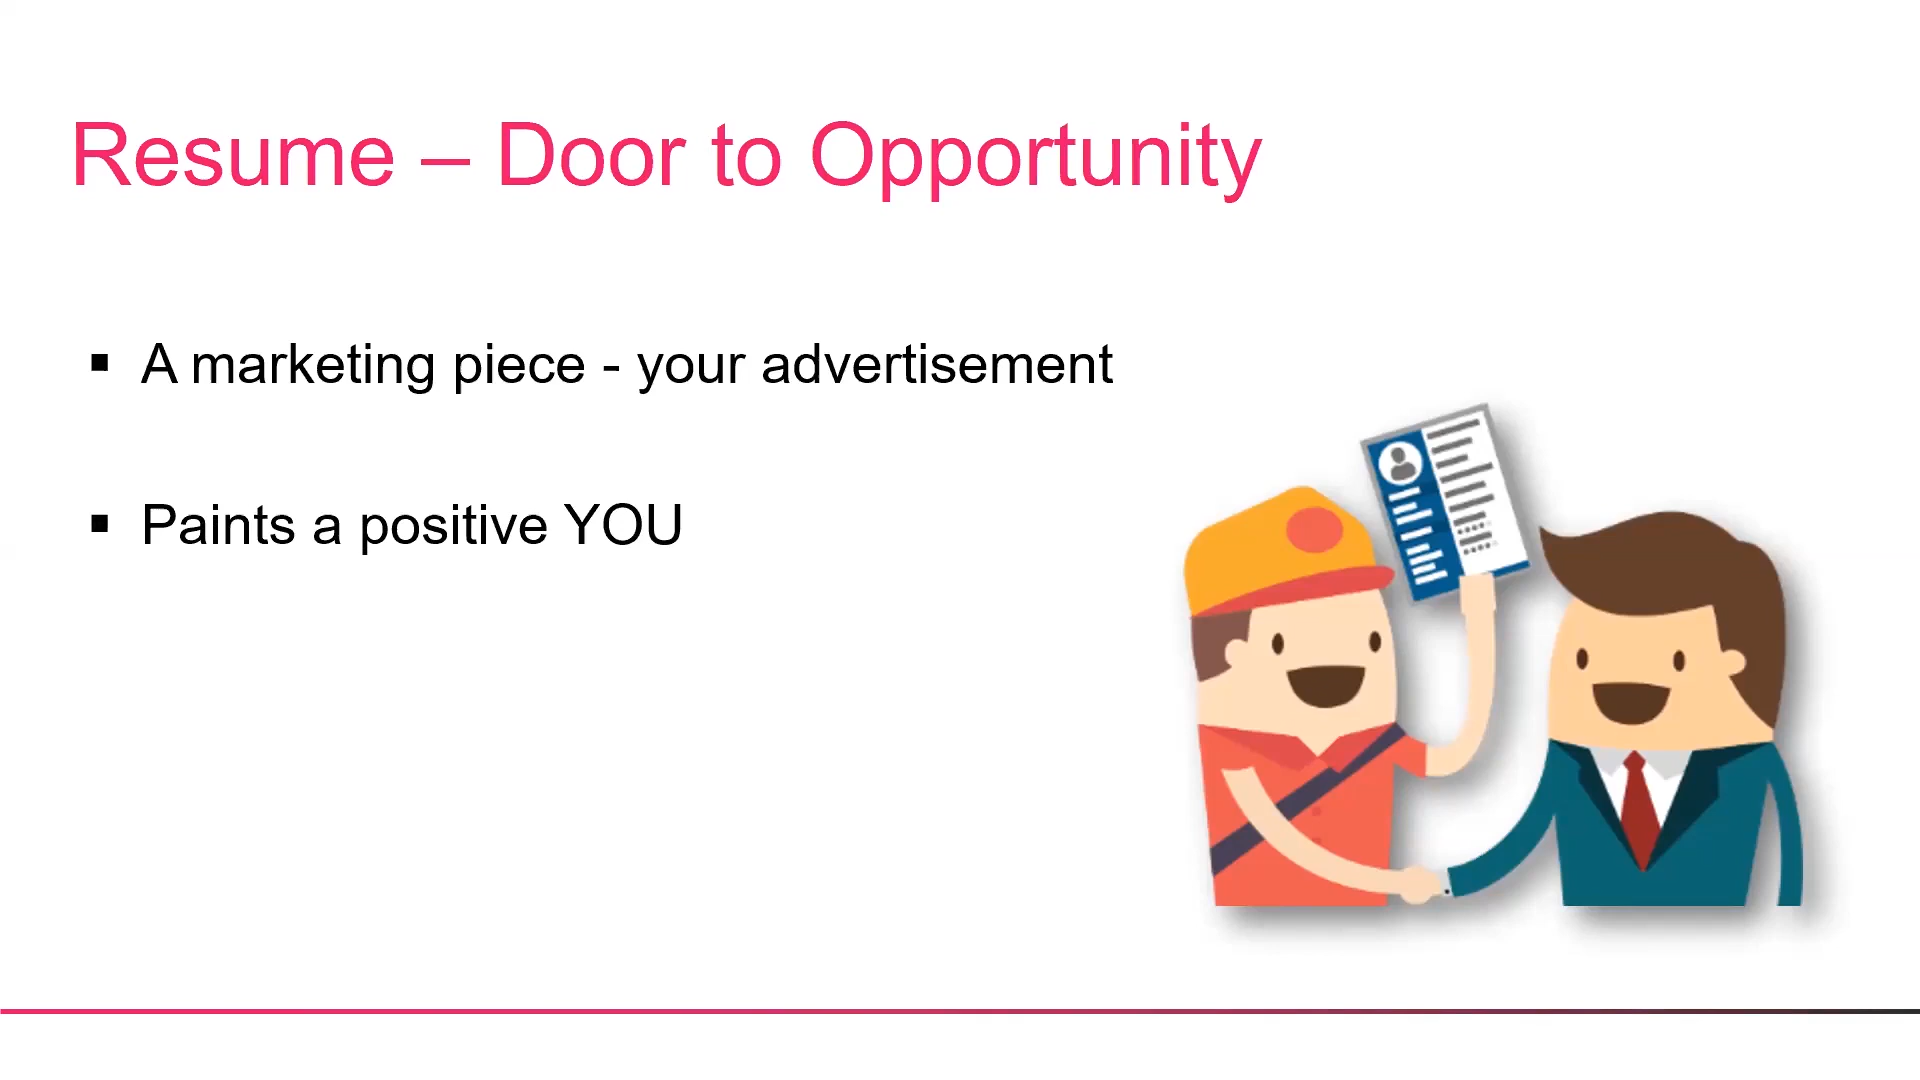 Resume – Door to Opportunity
▪ A marketing piece - your advertisement
▪ Paints a positive YOU